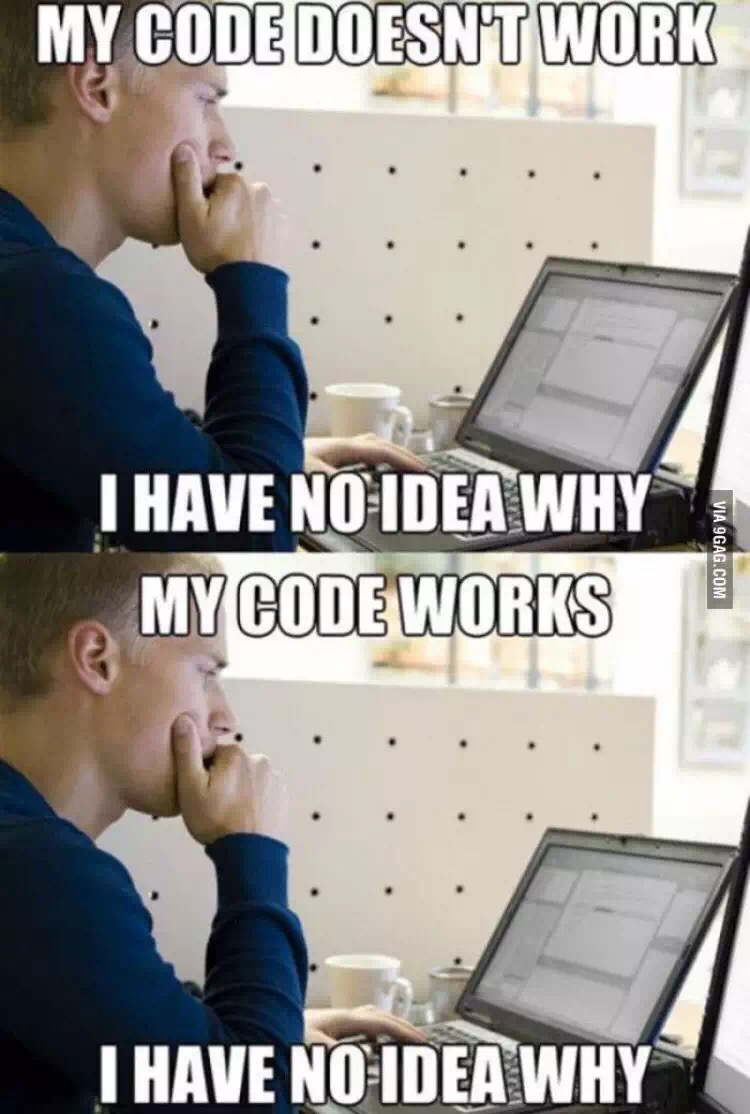 MY CODE DOESN'T WORK
I HAVE NO IDEA WHY
VIA 9GAG.COM
MY CODE WORKS
I HAVE NO IDEA WHY